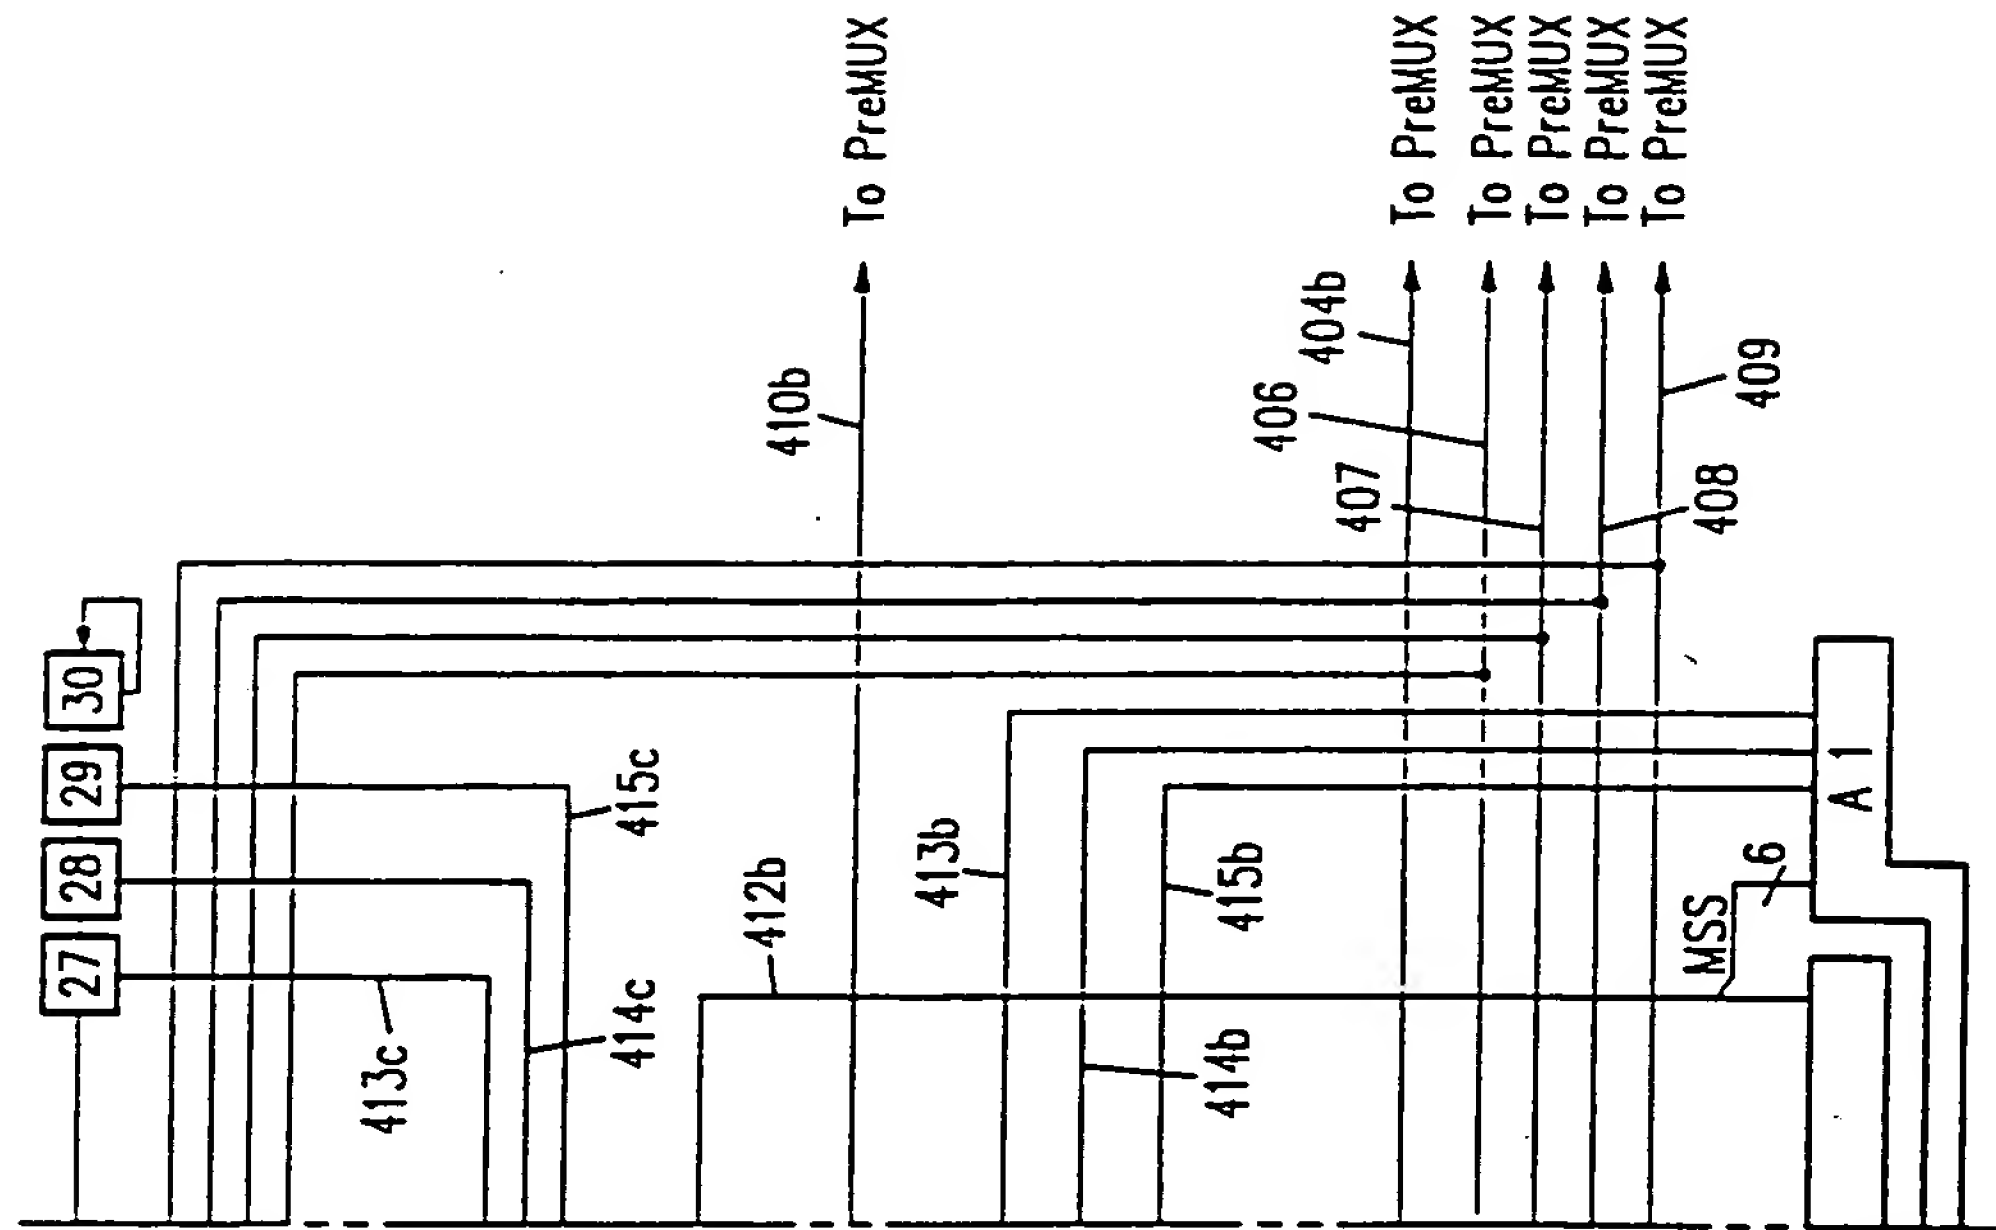 30
29
28
27
415c
414c
413c
To PreMUX
410b
412b
413b
414b
415b
To PreMUX
To PreMUX
To PreMUX
To PreMUX
To PreMUX
404b
406
407
408
409
MSS
6
A 1